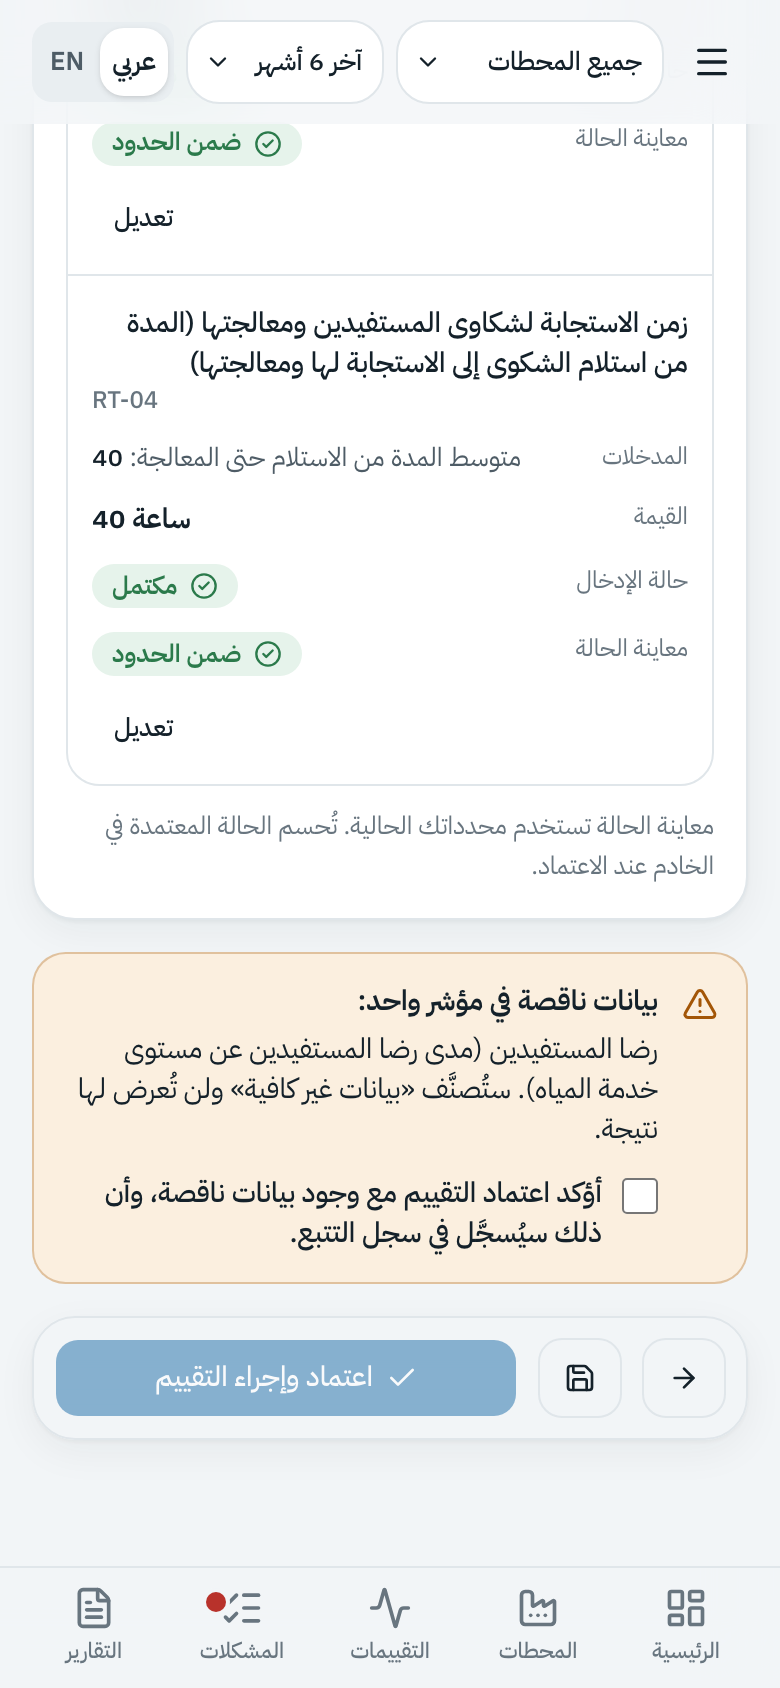 جميع المحطات
آخر 6 أشهر
عربي
EN
معاينة الحالة
ضمن الحدود
تعديل
زمن الاستجابة لشكاوى المستفيدين ومعالجتها (المدة
من استلام الشكوى إلى الاستجابة لها ومعالجتها)
RT-04
المدخلات
متوسط المدة من الاستلام حتى المعالجة: 40
القيمة
40 ساعة
حالة الإدخال
مكتمل
معاينة الحالة
ضمن الحدود
تعديل
معاينة الحالة تستخدم محدداتك الحالية. تُحسم الحالة المعتمدة في
الخادم عند الاعتماد.
بيانات ناقصة في مؤشر واحد:
رضا المستفيدين (مدى رضا المستفيدين عن مستوى
خدمة المياه). ستُصنَّف «بيانات غير كافية» ولن تُعرض لها
نتيجة.
أؤكد اعتماد التقييم مع وجود بيانات ناقصة، وأن
ذلك سيُسجَّل في سجل التتبع.
اعتماد وإجراء التقييم
الرئيسية
المحطات
التقييمات
المشكلات
التقارير